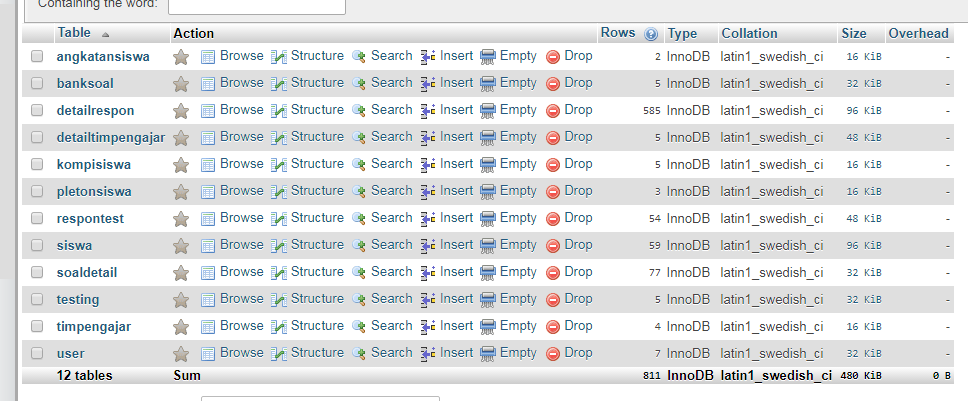 Containing the word:
Table Action Rows Type Collation Size Overhead
angkatansiswa Browse Structure Search Insert Empty Drop 2 InnoDB latin1_swedish_ci 16 KiB -
banksoal Browse Structure Search Insert Empty Drop 5 InnoDB latin1_swedish_ci 32 KiB -
detailrespon Browse Structure Search Insert Empty Drop 585 InnoDB latin1_swedish_ci 96 KiB -
detailtimpengajar Browse Structure Search Insert Empty Drop 5 InnoDB latin1_swedish_ci 48 KiB -
kompisiswa Browse Structure Search Insert Empty Drop 5 InnoDB latin1_swedish_ci 16 KiB -
pletonsiswa Browse Structure Search Insert Empty Drop 3 InnoDB latin1_swedish_ci 16 KiB -
respontest Browse Structure Search Insert Empty Drop 54 InnoDB latin1_swedish_ci 48 KiB -
siswa Browse Structure Search Insert Empty Drop 59 InnoDB latin1_swedish_ci 96 KiB -
soaldetail Browse Structure Search Insert Empty Drop 77 InnoDB latin1_swedish_ci 32 KiB -
testing Browse Structure Search Insert Empty Drop 5 InnoDB latin1_swedish_ci 32 KiB -
timpengajar Browse Structure Search Insert Empty Drop 4 InnoDB latin1_swedish_ci 16 KiB -
user Browse Structure Search Insert Empty Drop 7 InnoDB latin1_swedish_ci 32 KiB -
12 tables Sum 811 InnoDB latin1_swedish_ci 480 KiB 0 B